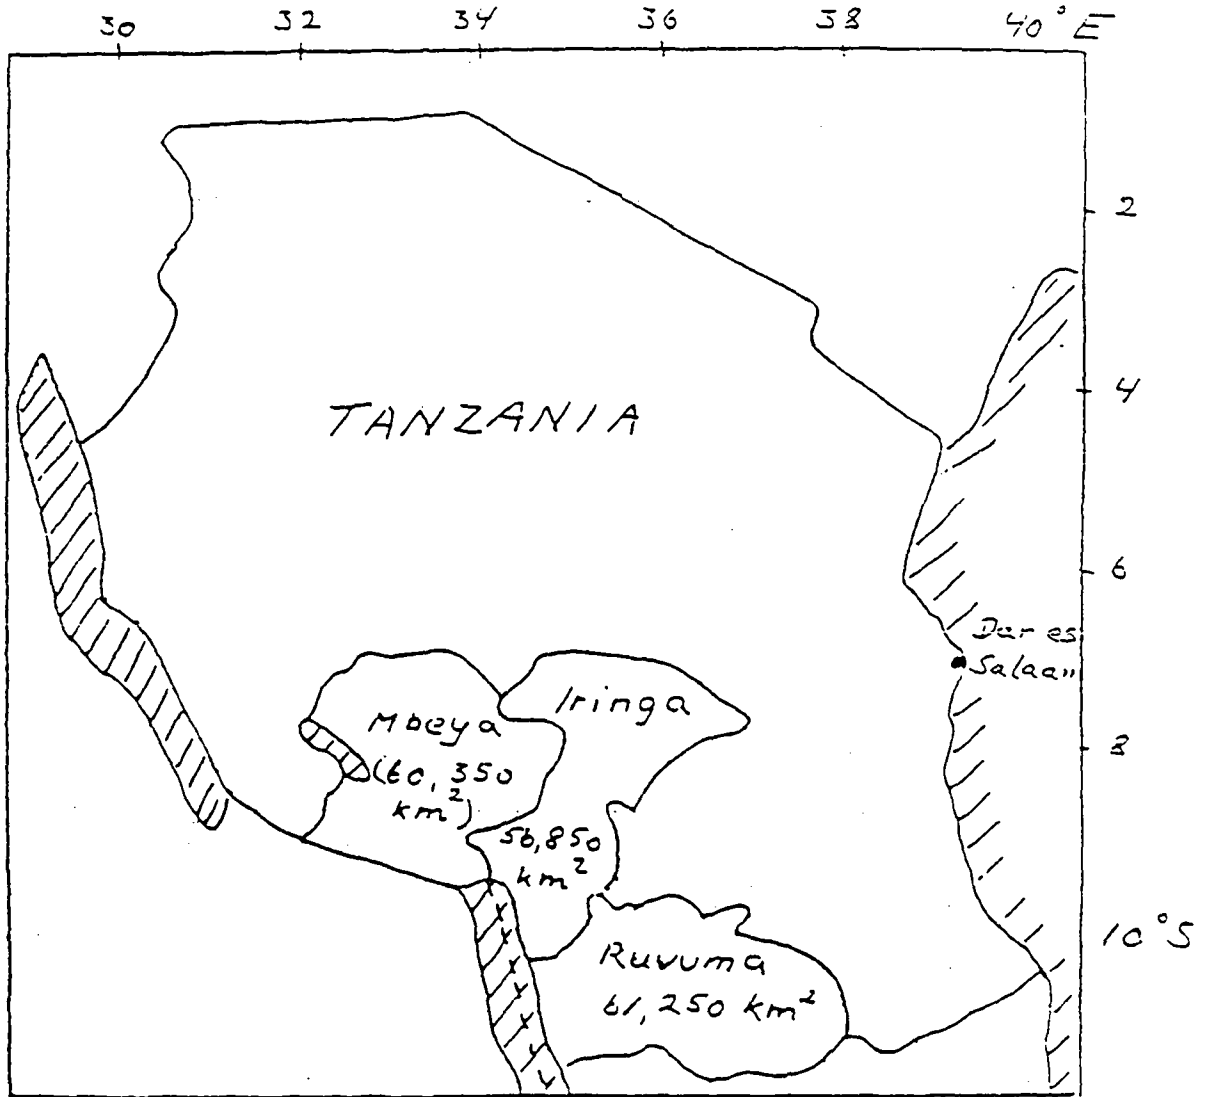 30 32 34 36 38 40°E
2
4
TANZANIA
6
Dar es
Salaam
Iringa
Mbeya
8
(60,350
km²)
56,850
km²
10°S
Ruvuma
61,250 km²